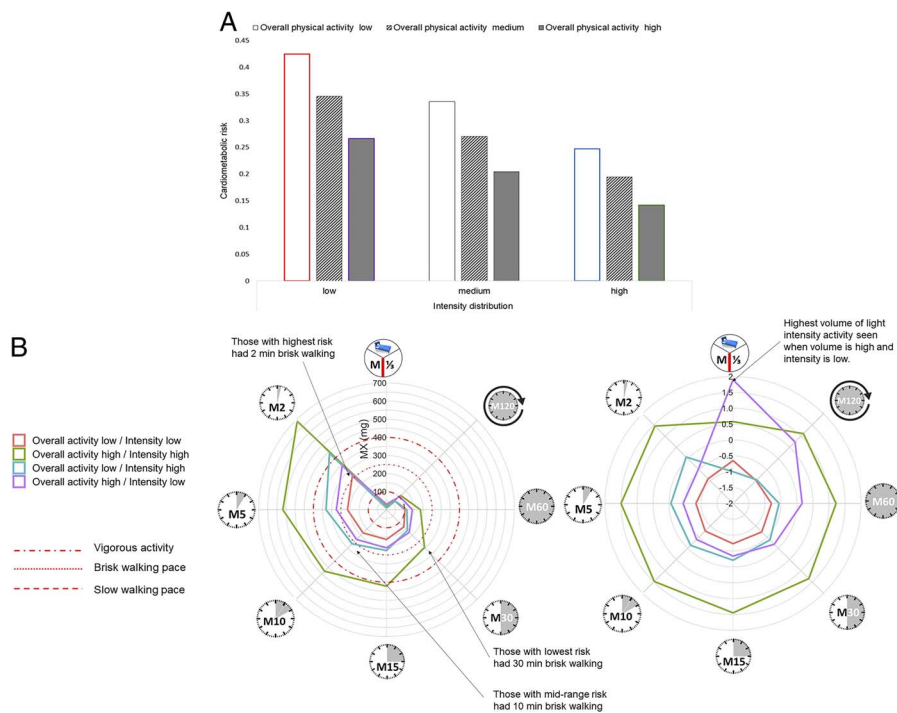 A
Overall physical activity low
Overall physical activity medium
Overall physical activity high
0.45
0.4
0.35
0.3
0.25
0.2
0.15
0.1
0.05
0
Cardiometabolic risk
low
medium
high
Intensity distribution
B
Those with highest risk
had 2 min brisk walking
Highest volume of light
intensity activity seen
when volume is high and
intensity is low.
Overall activity low / Intensity low
Overall activity high / Intensity high
Overall activity low / Intensity high
Overall activity high / Intensity low
Vigorous activity
Brisk walking pace
Slow walking pace
M ⅓
M120
M60
M30
M15
M10
M5
M2
700
600
500
400
300
200
100
MX (mg)
Those with lowest risk
had 30 min brisk walking
Those with mid-range risk
had 10 min brisk walking
M ⅓
M120
M60
M30
M15
M10
M5
M2
2
1.5
1.0
0.5
0
-0.5
-1.0
-1.5
-2